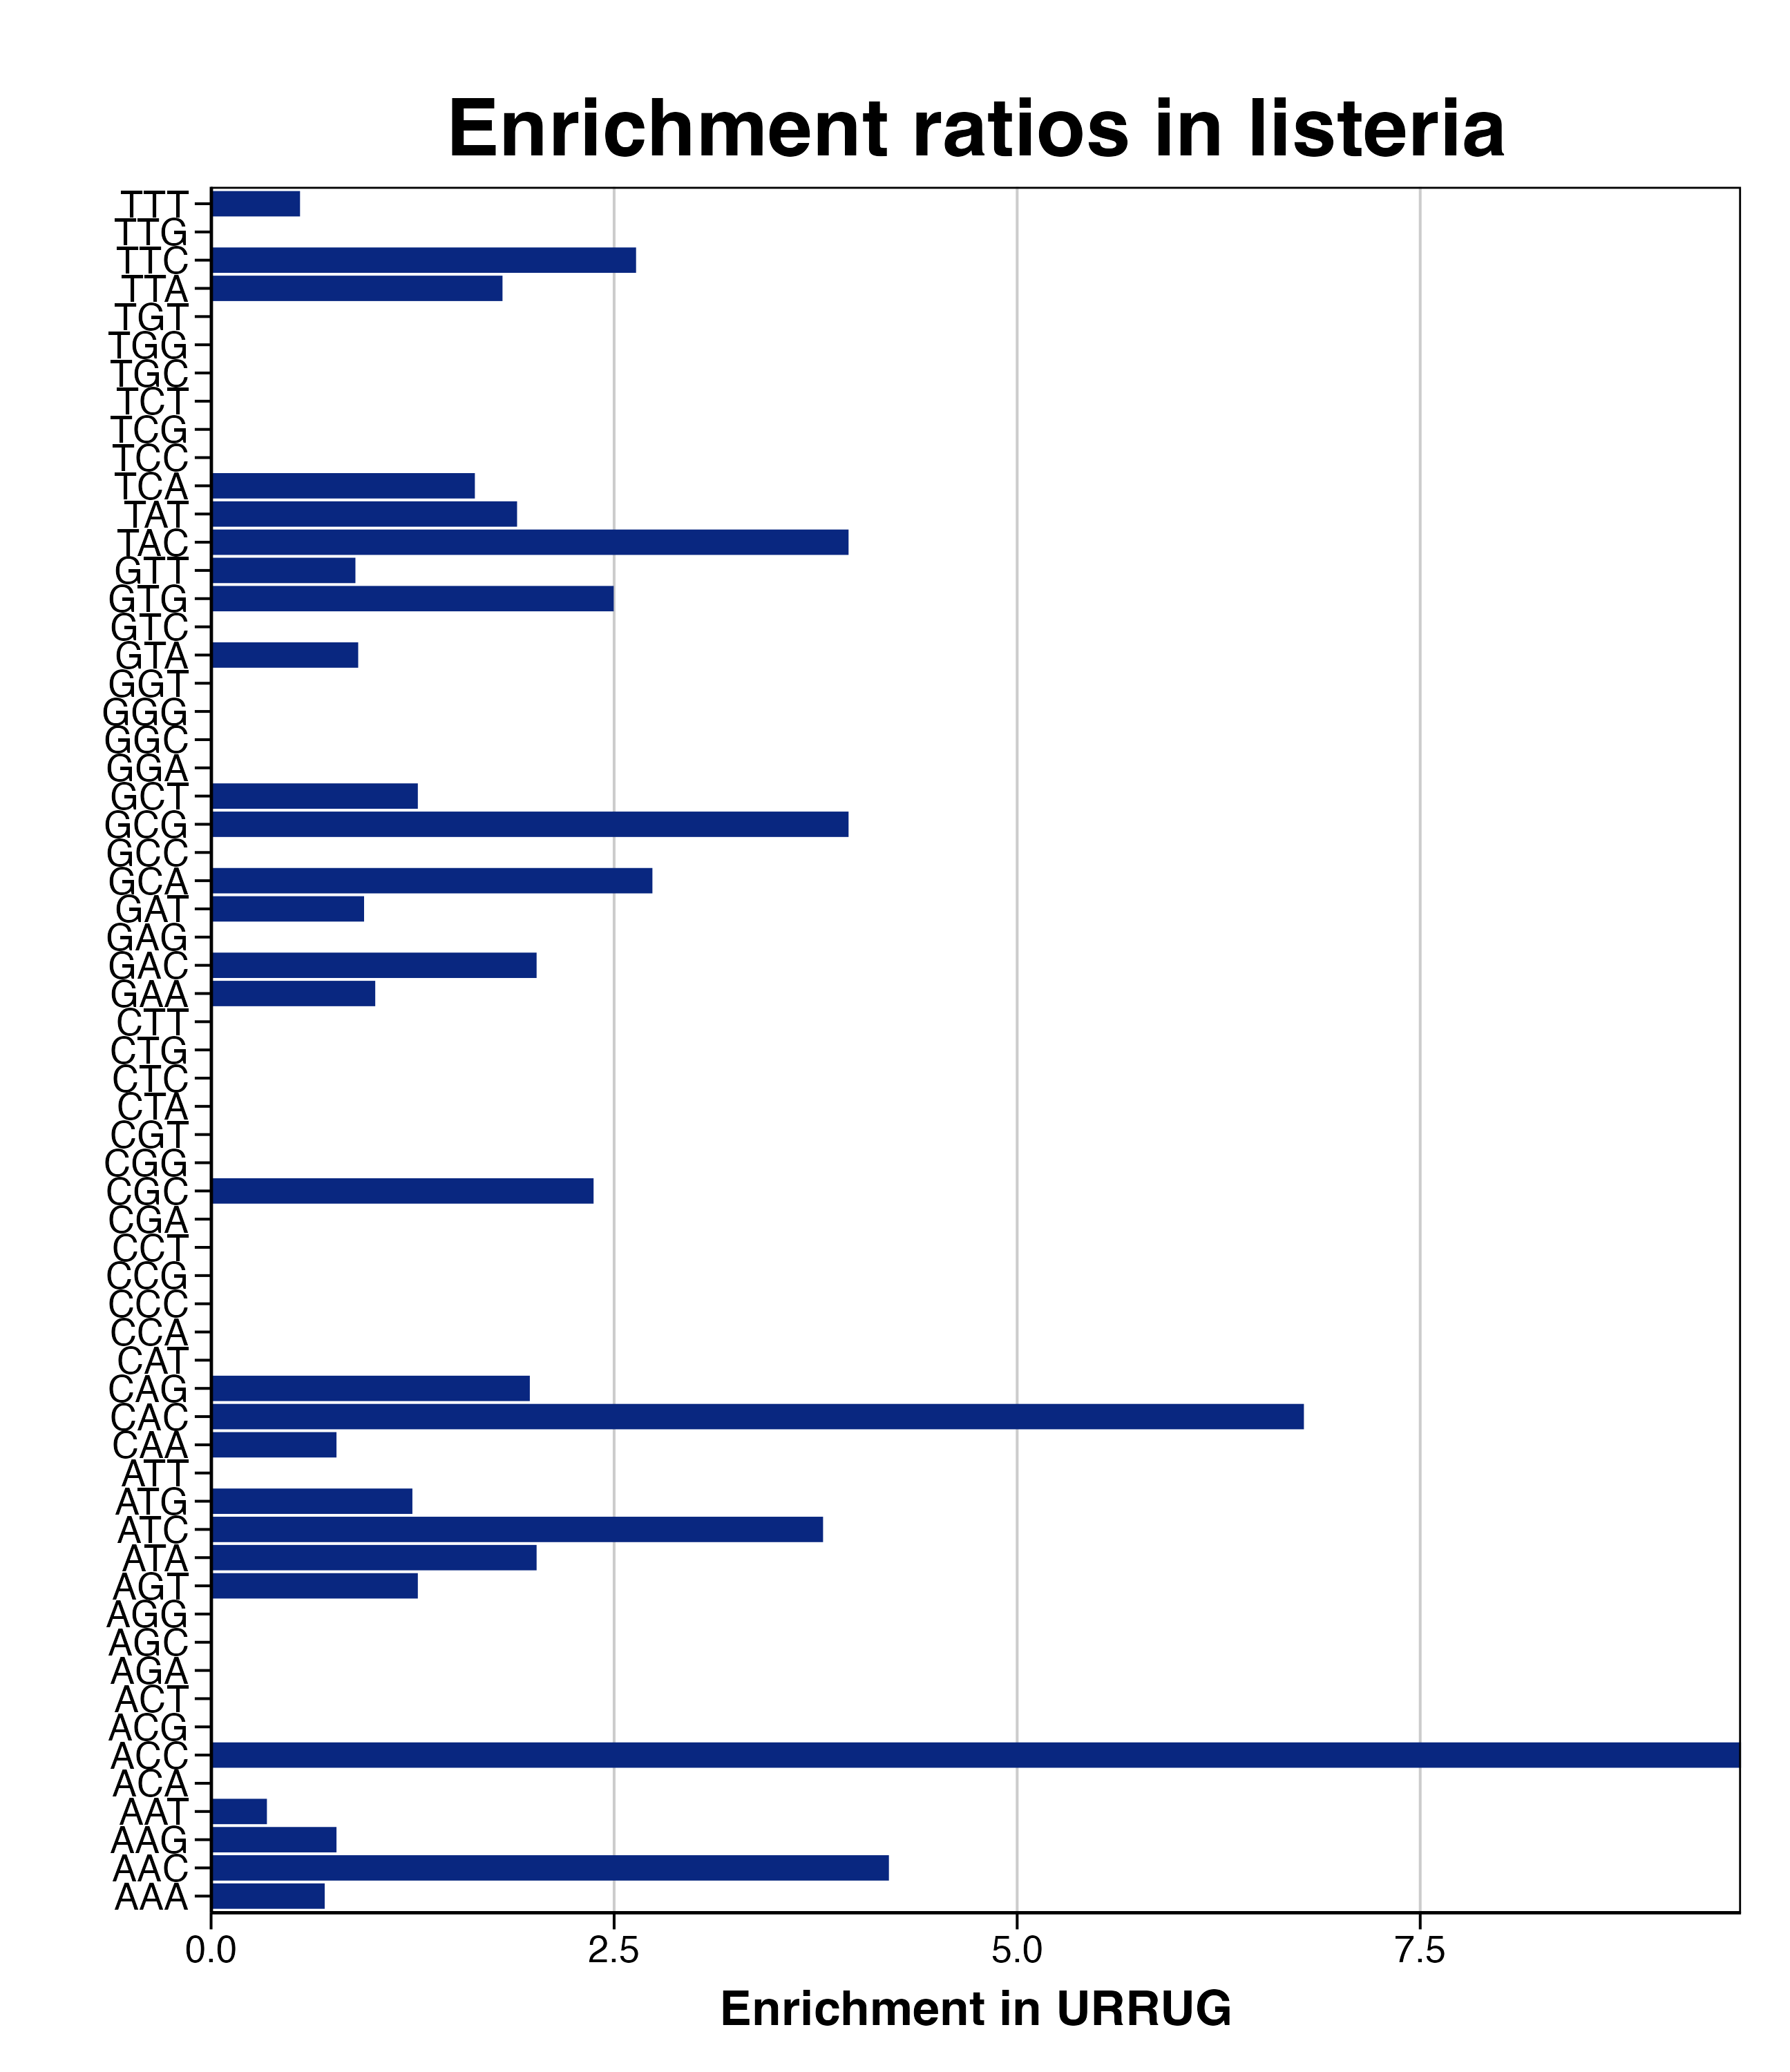 Enrichment ratios in listeria
TTT
TTG
TTC
TTA
TGT
TGG
TGC
TCT
TCG
TCC
TCA
TAT
TAC
GTT
GTG
GTC
GTA
GGT
GGG
GGC
GGA
GCT
GCG
GCC
GCA
GAT
GAG
GAC
GAA
CTT
CTG
CTC
CTA
CGT
CGG
CGC
CGA
CCT
CCG
CCC
CCA
CAT
CAG
CAC
CAA
ATT
ATG
ATC
ATA
AGT
AGG
AGC
AGA
ACT
ACG
ACC
ACA
AAT
AAG
AAC
AAA
0.0 2.5 5.0 7.5
Enrichment in URRUG